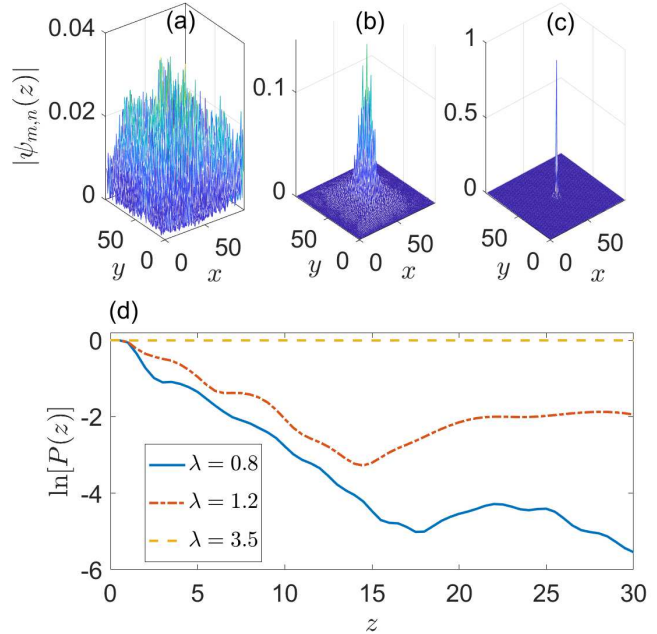 (a) (b) (c)
|ψm,n(z)|
0.04
0.02
0
50
0
y
0
50
x
0.1
0
50
0
y
0
50
x
1
0.5
0
50
0
y
0
50
x
(d)
ln[P(z)]
0
-2
-4
-6
λ = 0.8
λ = 1.2
λ = 3.5
0 5 10 15 20 25 30
z